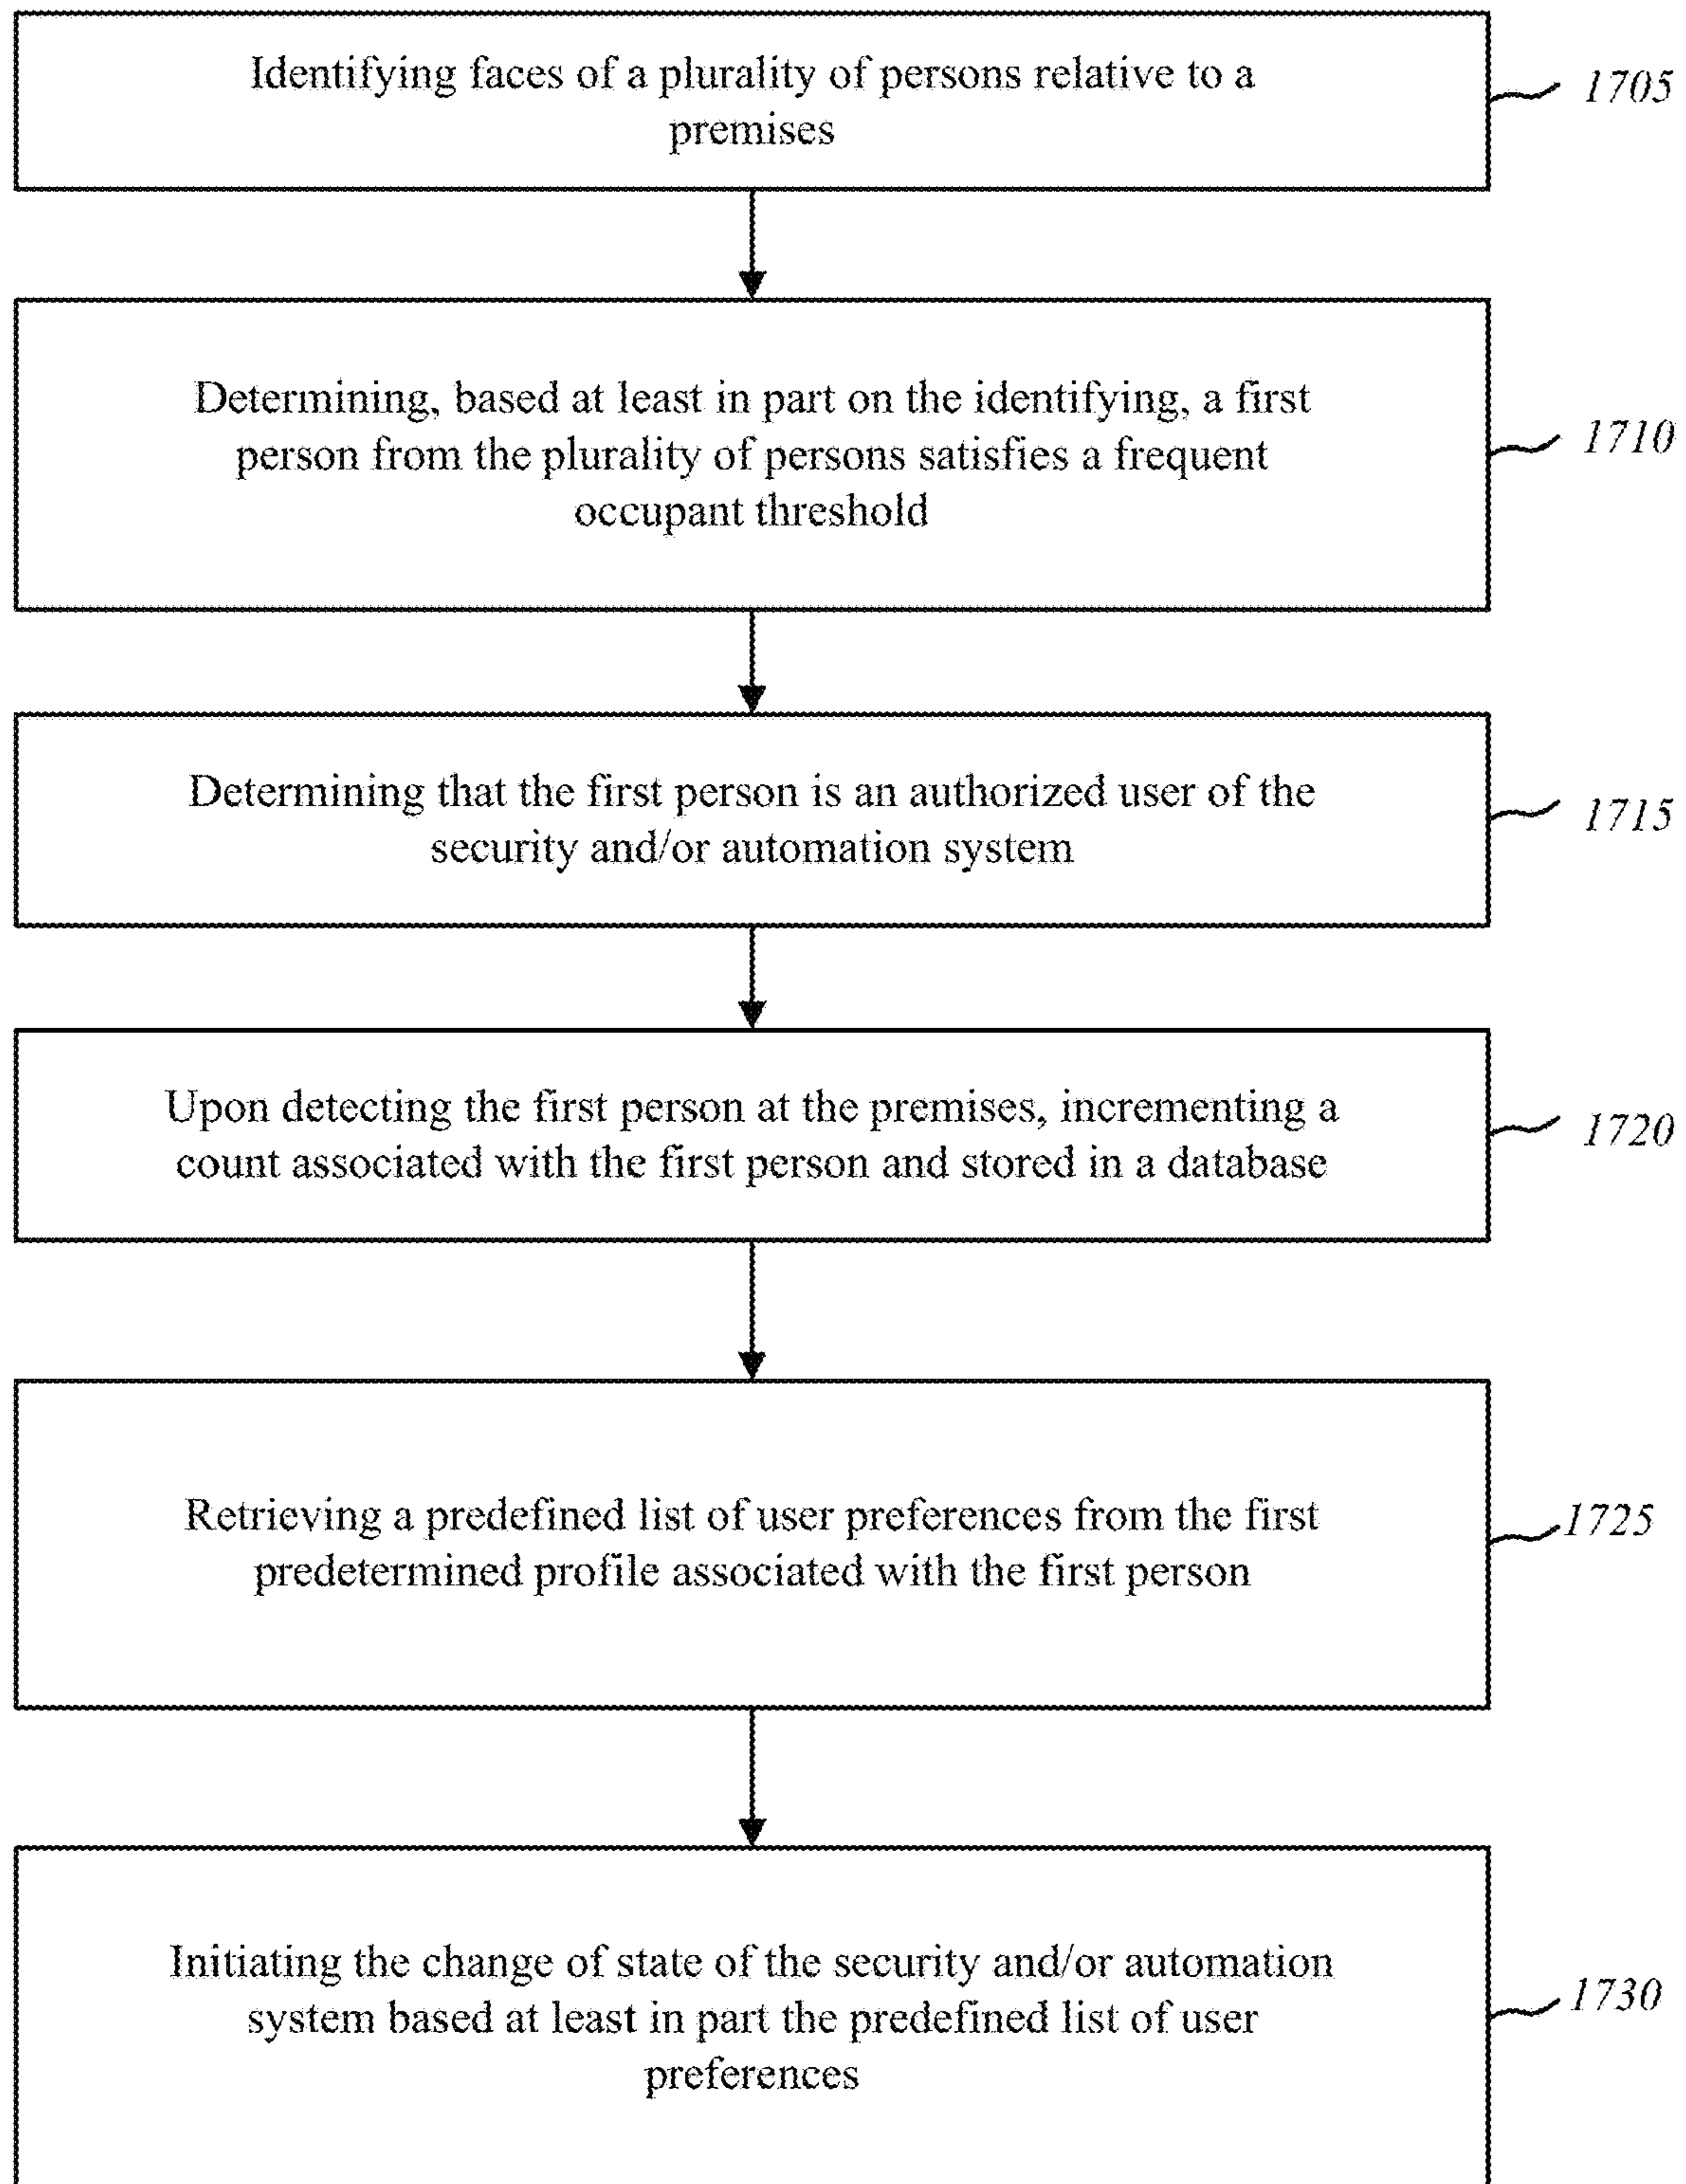 Identifying faces of a plurality of persons relative to a
premises
1705
Determining, based at least in part on the identifying, a first
person from the plurality of persons satisfies a frequent
occupant threshold
1710
Determining that the first person is an authorized user of the
security and/or automation system
1715
Upon detecting the first person at the premises, incrementing a
count associated with the first person and stored in a database
1720
Retrieving a predefined list of user preferences from the first
predetermined profile associated with the first person
1725
Initiating the change of state of the security and/or automation
system based at least in part the predefined list of user
preferences
1730